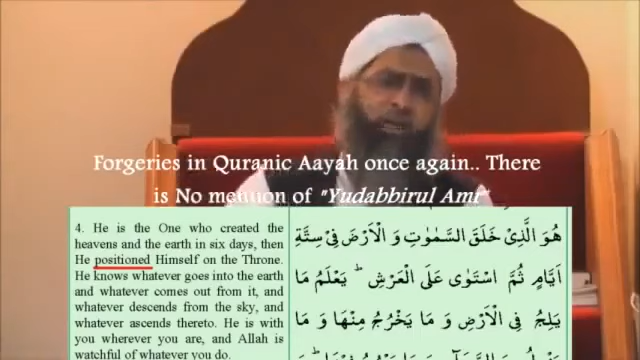 Forgeries in Quranic Aayah once again.. There
is No mention of "Yudabbirul Amr"
4. He is the One who created the
heavens and the earth in six days, then
He positioned Himself on the Throne.
He knows whatever goes into the earth
and whatever comes out from it, and
whatever descends from the sky, and
whatever ascends thereto. He is with
you wherever you are, and Allah is
watchful of whatever you do.
هُوَ الَّذِیْ خَلَقَ السَّمٰوٰتِ وَ الْاَرْضَ فِیْ سِتَّةِ
اَیَّامٍ ثُمَّ اسْتَوٰی عَلَی الْعَرْشِ ؕ یَعْلَمُ مَا
یَلِجُ فِی الْاَرْضِ وَ مَا یَخْرُجُ مِنْهَا وَ مَا